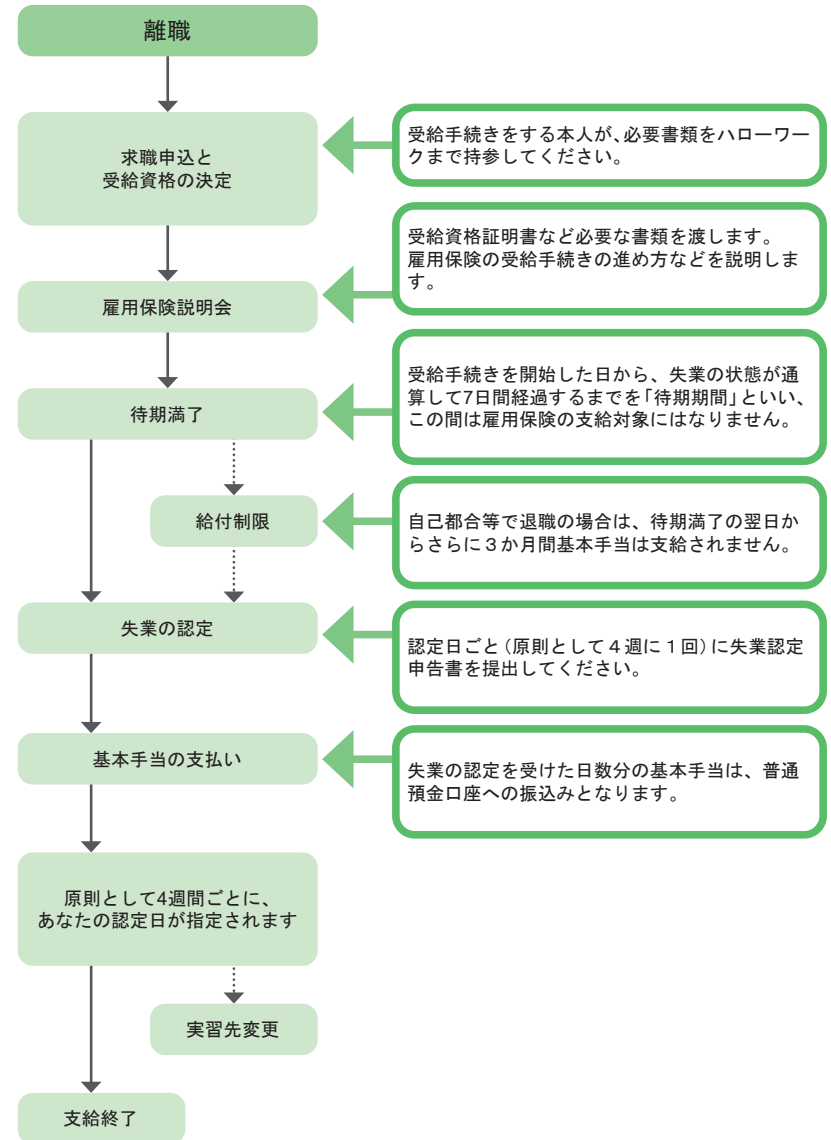 離職
求職申込と
受給資格の決定
受給手続きをする本人が、必要書類をハローワー
クまで持参してください。
受給資格証明書など必要な書類を渡します。
雇用保険の受給手続きの進め方などを説明しま
す。
雇用保険説明会
受給手続きを開始した日から、失業の状態が通
算して7日間経過するまでを「待期期間」といい、
この間は雇用保険の支給対象にはなりません。
待期満了
給付制限
自己都合等で退職の場合は、待期満了の翌日か
らさらに３か月間基本手当は支給されません。
失業の認定
認定日ごと（原則として４週に１回）に失業認定
申告書を提出してください。
基本手当の支払い
失業の認定を受けた日数分の基本手当は、普通
預金口座への振込みとなります。
原則として4週間ごとに、
あなたの認定日が指定されます
実習先変更
支給終了